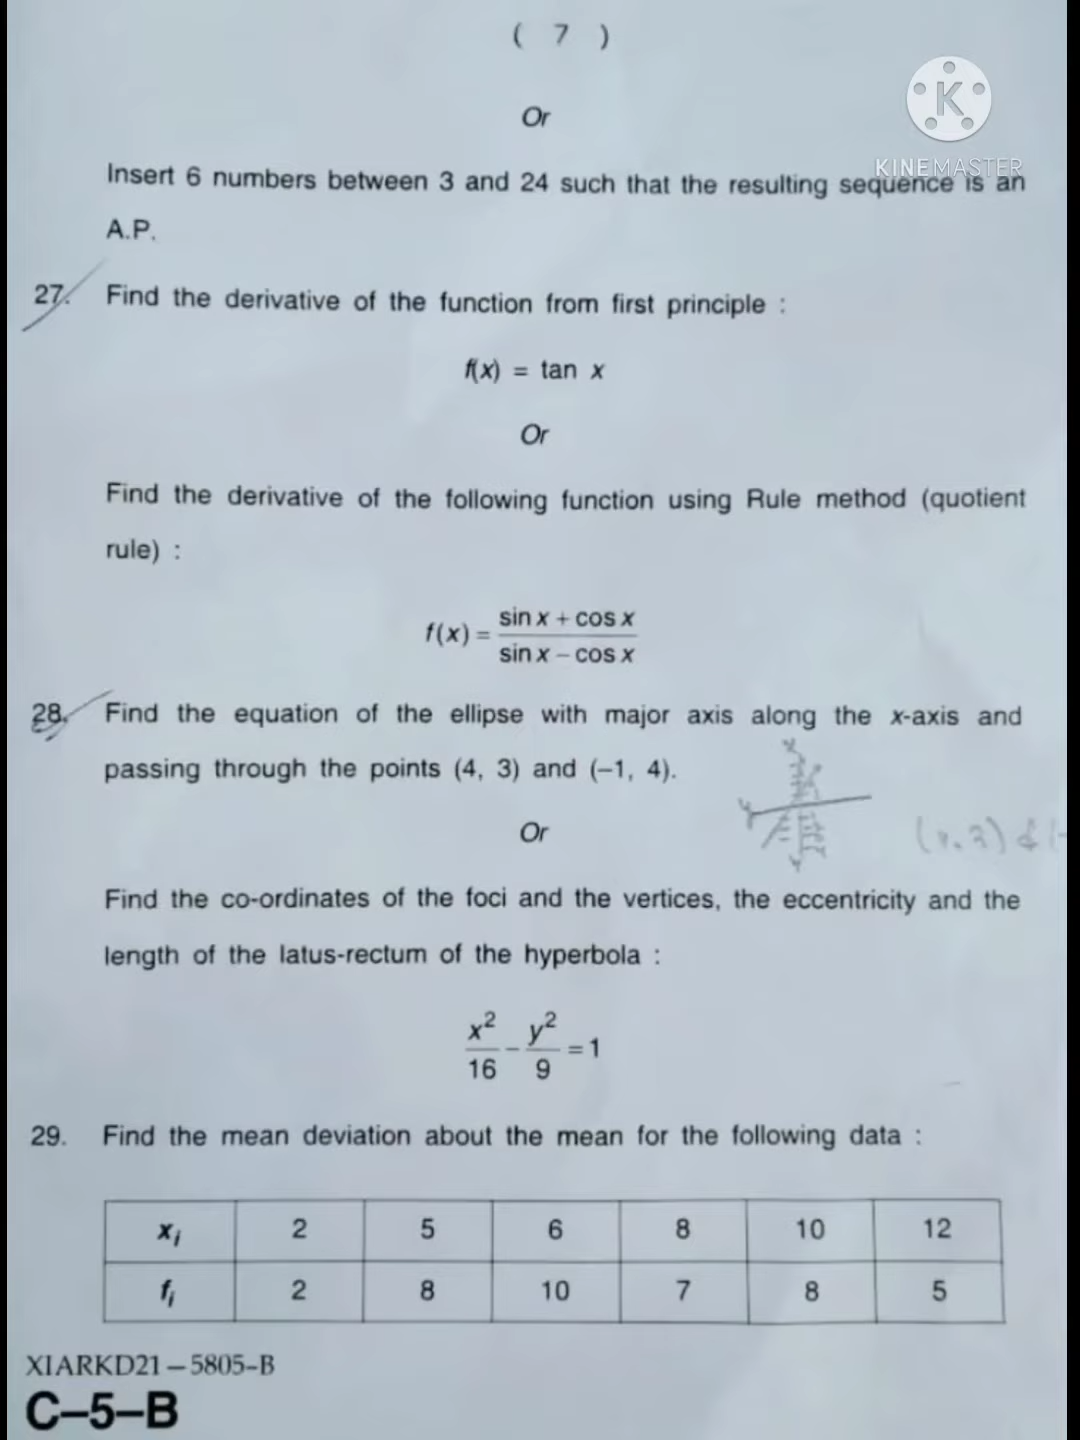 ( 7 )
K
KINEMASTER
Or
Insert 6 numbers between 3 and 24 such that the resulting sequence is an
A.P.
27. Find the derivative of the function from first principle :
f(x) = tan x
Or
Find the derivative of the following function using Rule method (quotient
rule) :
f(x) = (sin x + cos x)/(sin x − cos x)
28. Find the equation of the ellipse with major axis along the x-axis and
passing through the points (4, 3) and (−1, 4).
Or
Find the co-ordinates of the foci and the vertices, the eccentricity and the
length of the latus-rectum of the hyperbola :
x²/16 − y²/9 = 1
29. Find the mean deviation about the mean for the following data :
xᵢ 2 5 6 8 10 12
fᵢ 2 8 10 7 8 5
XIARKD21 – 5805–B
C–5–B